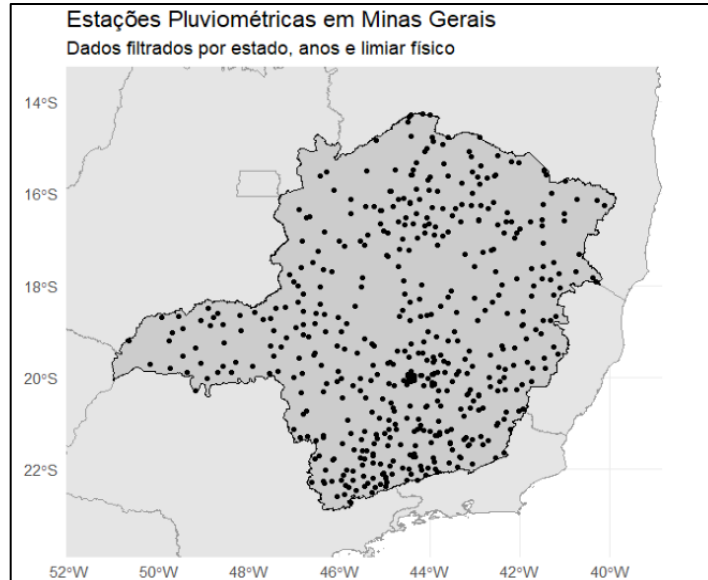 Estações Pluviométricas em Minas Gerais
Dados filtrados por estado, anos e limiar físico
14°S
16°S
18°S
20°S
22°S
52°W 50°W 48°W 46°W 44°W 42°W 40°W